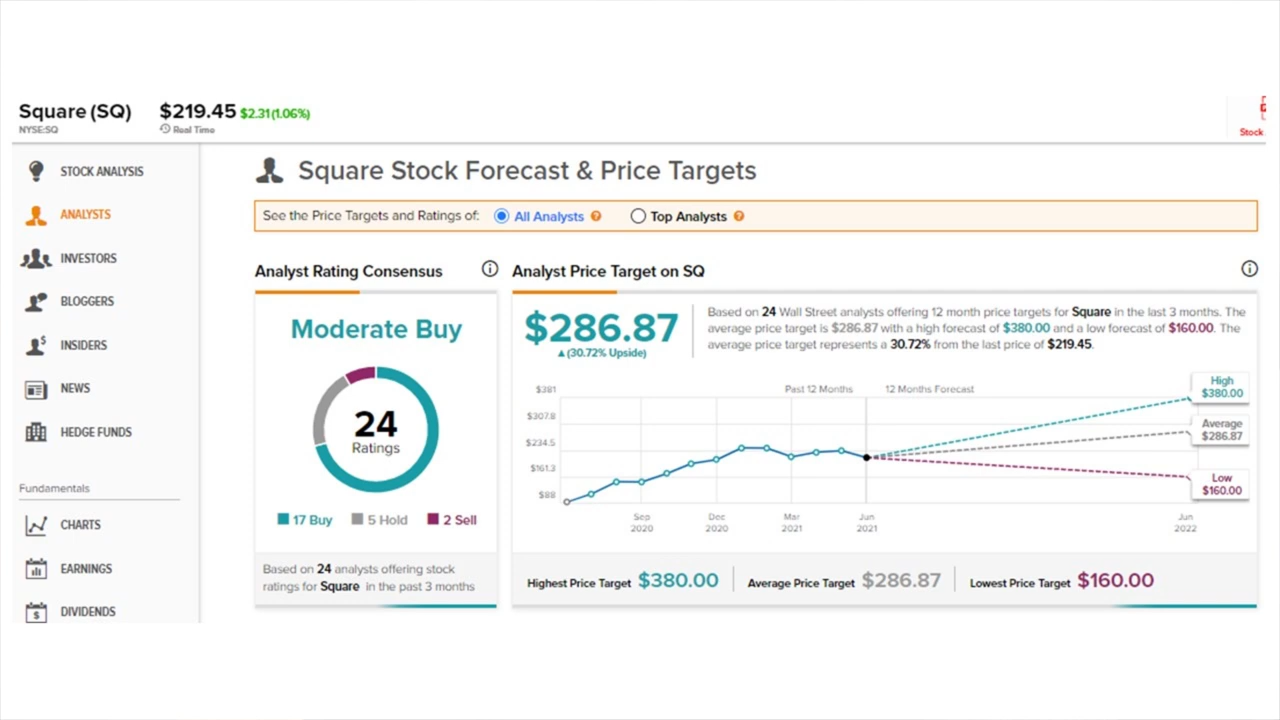 Square (SQ)
NYSE:SQ
$219.45 $2.31(1.06%)
Real Time
Stock
STOCK ANALYSIS
ANALYSTS
INVESTORS
BLOGGERS
INSIDERS
NEWS
HEDGE FUNDS
Fundamentals
CHARTS
EARNINGS
DIVIDENDS
Square Stock Forecast & Price Targets
See the Price Targets and Ratings of: All Analysts ? Top Analysts ?
Analyst Rating Consensus
Moderate Buy
24
Ratings
17 Buy 5 Hold 2 Sell
Based on 24 analysts offering stock
ratings for Square in the past 3 months
Analyst Price Target on SQ
$286.87
▲(30.72% Upside)
Based on 24 Wall Street analysts offering 12 month price targets for Square in the last 3 months. The
average price target is $286.87 with a high forecast of $380.00 and a low forecast of $160.00. The
average price target represents a 30.72% from the last price of $219.45.
Past 12 Months 12 Months Forecast
$381
$307.8
$234.5
$161.3
$88
High
$380.00
Average
$286.87
Low
$160.00
Sep Dec Mar Jun Jun
2020 2020 2021 2021 2022
Highest Price Target $380.00 Average Price Target $286.87 Lowest Price Target $160.00